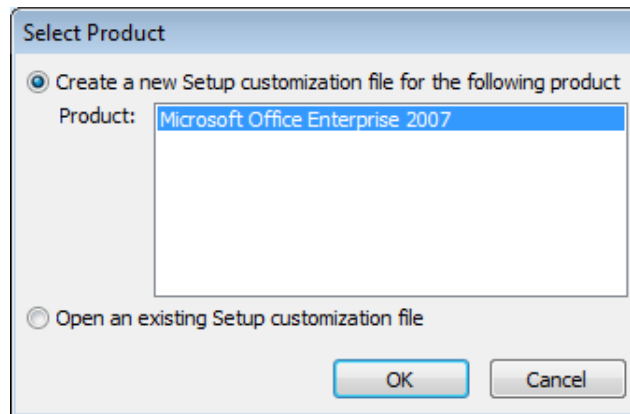 Select Product
Create a new Setup customization file for the following product
Product:
Microsoft Office Enterprise 2007
Open an existing Setup customization file
OK
Cancel